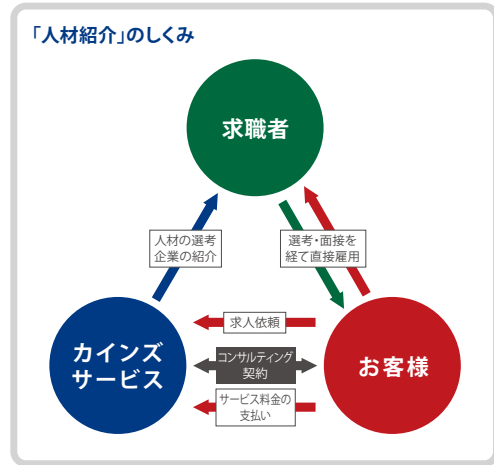 「人材紹介」のしくみ
求職者
人材の選考
企業の紹介
選考・面接を
経て直接雇用
カインズ
サービス
求人依頼
コンサルティング
契約
サービス料金の
支払い
お客様